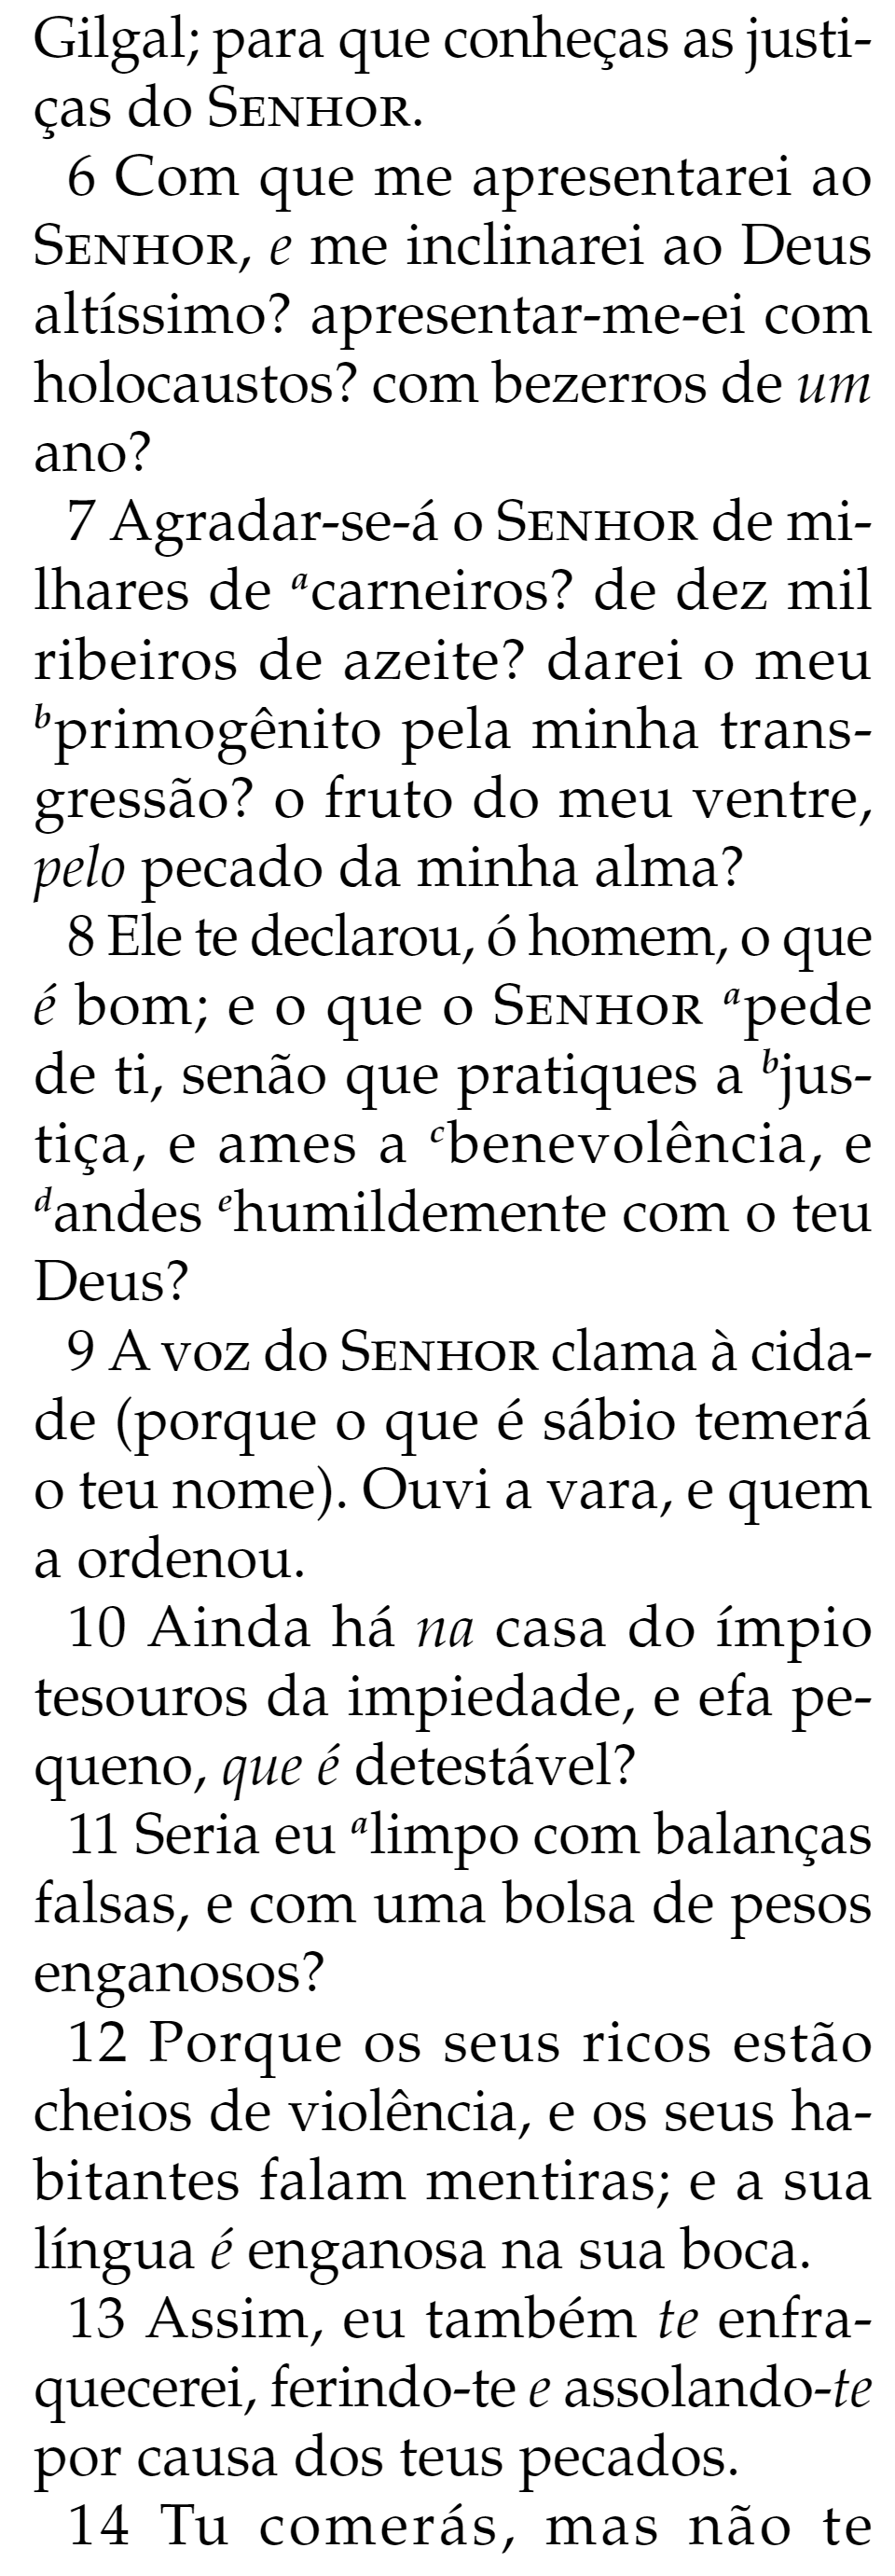 Gilgal; para que conheças as justi-
ças do SENHOR.
6 Com que me apresentarei ao
SENHOR, e me inclinarei ao Deus
altíssimo? apresentar-me-ei com
holocaustos? com bezerros de um
ano?
7 Agradar-se-á o SENHOR de mi-
lhares de acarneiros? de dez mil
ribeiros de azeite? darei o meu
bprimogênito pela minha trans-
gressão? o fruto do meu ventre,
pelo pecado da minha alma?
8 Ele te declarou, ó homem, o que
é bom; e o que o SENHOR apede
de ti, senão que pratiques a bjus-
tiça, e ames a cbenevolência, e
dandes ehumildemente com o teu
Deus?
9 A voz do SENHOR clama à cida-
de (porque o que é sábio temerá
o teu nome). Ouvi a vara, e quem
a ordenou.
10 Ainda há na casa do ímpio
tesouros da impiedade, e efa pe-
queno, que é detestável?
11 Seria eu alimpo com balanças
falsas, e com uma bolsa de pesos
enganosos?
12 Porque os seus ricos estão
cheios de violência, e os seus ha-
bitantes falam mentiras; e a sua
língua é enganosa na sua boca.
13 Assim, eu também te enfra-
quecerei, ferindo-te e assolando-te
por causa dos teus pecados.
14 Tu comerás, mas não te